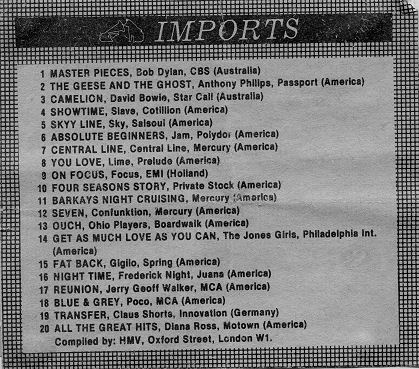 IMPORTS
1 MASTER PIECES, Bob Dylan, CBS (Australia)
2 THE GEESE AND THE GHOST, Anthony Philips, Passport (America)
3 CAMELION, David Bowie, Star Call (Australia)
4 SHOWTIME, Slave, Cotillion (America)
5 SKYY LINE, Sky, Salsoul (America)
6 ABSOLUTE BEGINNERS, Jam, Polydor (America)
7 CENTRAL LINE, Central Line, Mercury (America)
8 YOU LOVE, Lime, Prelude (America)
9 ON FOCUS, Focus, EMI (Holland)
10 FOUR SEASONS STORY, Private Stock (America)
11 BARKAYS NIGHT CRUISING, Mercury (America)
12 SEVEN, Confunktion, Mercury (America)
13 OUCH, Ohio Players, Boardwalk (America)
14 GET AS MUCH LOVE AS YOU CAN, The Jones Girls, Philadelphia Int.
(America)
15 FAT BACK, Gigilo, Spring (America)
16 NIGHT TIME, Frederick Night, Juana (America)
17 REUNION, Jerry Geoff Walker, MCA (America)
18 BLUE & GREY, Poco, MCA (America)
19 TRANSFER, Claus Shorts, Innovation (Germany)
20 ALL THE GREAT HITS, Diana Ross, Motown (America)
Compiled by: HMV, Oxford Street, London W1.